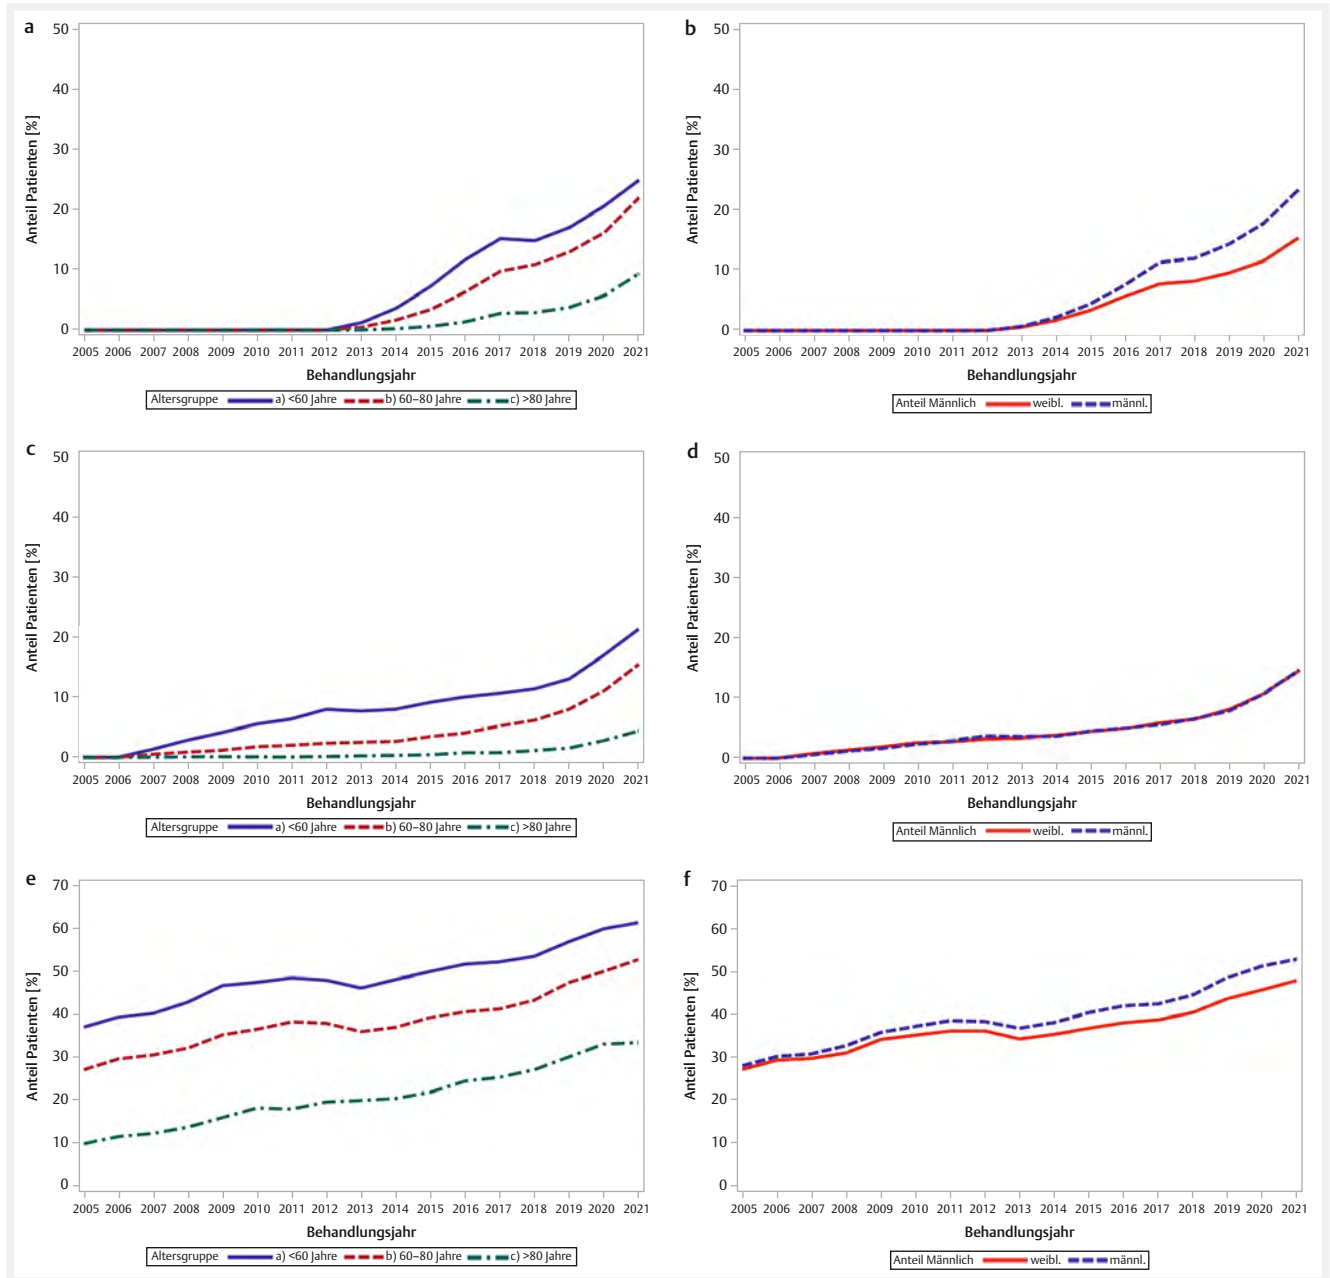 a
50
40
30
20
10
0
Anteil Patienten [%]
2005 2006 2007 2008 2009 2010 2011 2012 2013 2014 2015 2016 2017 2018 2019 2020 2021
Behandlungsjahr
Altersgruppe a) <60 Jahre b) 60–80 Jahre c) >80 Jahre
b
50
40
30
20
10
0
Anteil Patienten [%]
2005 2006 2007 2008 2009 2010 2011 2012 2013 2014 2015 2016 2017 2018 2019 2020 2021
Behandlungsjahr
Anteil Männlich weibl. männl.
c
50
40
30
20
10
0
Anteil Patienten [%]
2005 2006 2007 2008 2009 2010 2011 2012 2013 2014 2015 2016 2017 2018 2019 2020 2021
Behandlungsjahr
Altersgruppe a) <60 Jahre b) 60–80 Jahre c) >80 Jahre
d
50
40
30
20
10
0
Anteil Patienten [%]
2005 2006 2007 2008 2009 2010 2011 2012 2013 2014 2015 2016 2017 2018 2019 2020 2021
Behandlungsjahr
Anteil Männlich weibl. männl.
e
70
60
50
40
30
20
10
0
Anteil Patienten [%]
2005 2006 2007 2008 2009 2010 2011 2012 2013 2014 2015 2016 2017 2018 2019 2020 2021
Behandlungsjahr
Altersgruppe a) <60 Jahre b) 60–80 Jahre c) >80 Jahre
f
70
60
50
40
30
20
10
0
Anteil Patienten [%]
2005 2006 2007 2008 2009 2010 2011 2012 2013 2014 2015 2016 2017 2018 2019 2020 2021
Behandlungsjahr
Anteil Männlich weibl. männl.